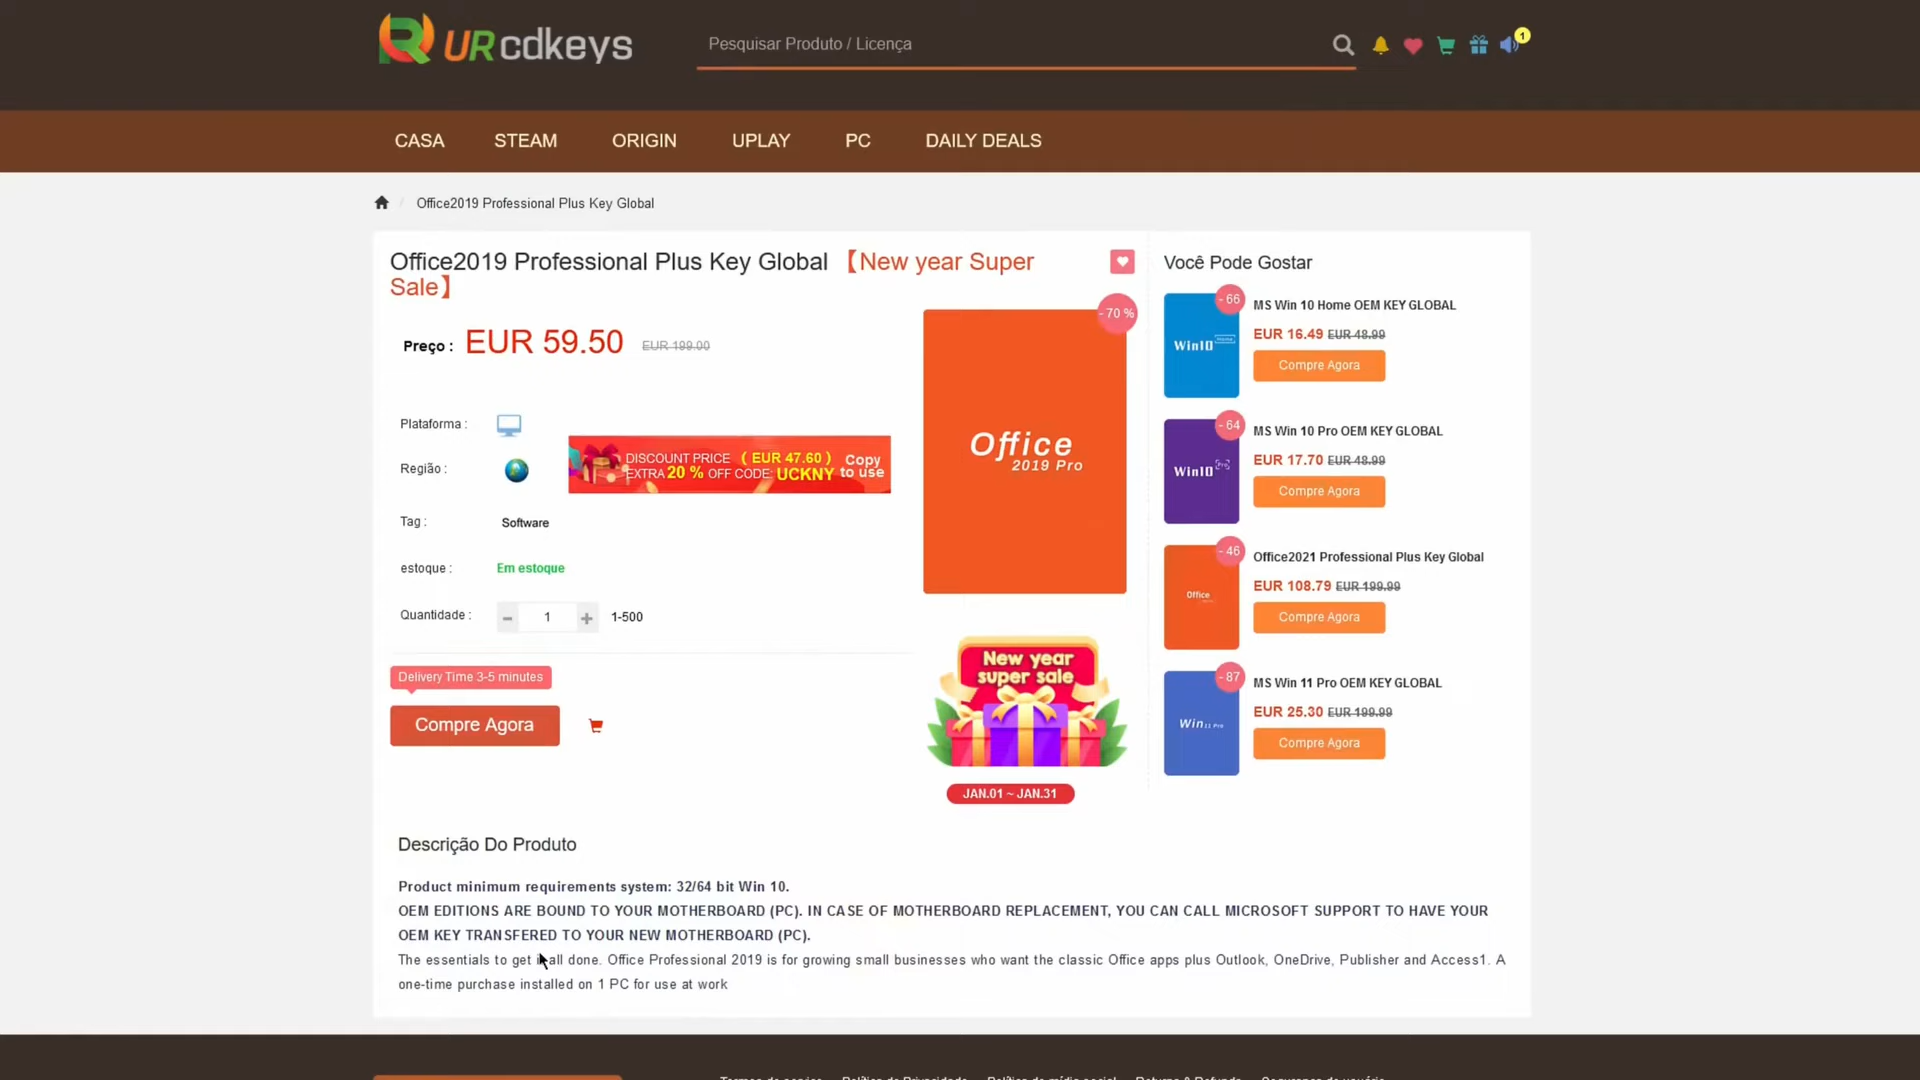 URcdkeys
Pesquisar Produto / Licença
1
CASA
STEAM
ORIGIN
UPLAY
PC
DAILY DEALS
Office2019 Professional Plus Key Global
Office2019 Professional Plus Key Global 【New year Super
Sale】
Preço : EUR 59.50 EUR 199.00
Plataforma :
Região :
DISCOUNT PRICE ( EUR 47.60 )
EXTRA 20 % OFF CODE: UCKNY
Copy
to use
Tag : Software
estoque : Em estoque
Quantidade : - 1 + 1-500
Delivery Time 3-5 minutes
Compre Agora
- 70 %
Office
2019 Pro
New year
super sale
JAN.01 ~ JAN.31
Você Pode Gostar
- 66
Win10 Home
MS Win 10 Home OEM KEY GLOBAL
EUR 16.49 EUR 48.99
Compre Agora
- 64
Win10 Pro
MS Win 10 Pro OEM KEY GLOBAL
EUR 17.70 EUR 48.99
Compre Agora
- 46
Office
Office2021 Professional Plus Key Global
EUR 108.79 EUR 199.99
Compre Agora
- 87
Win 11 Pro
MS Win 11 Pro OEM KEY GLOBAL
EUR 25.30 EUR 199.99
Compre Agora
Descrição Do Produto
Product minimum requirements system: 32/64 bit Win 10.
OEM EDITIONS ARE BOUND TO YOUR MOTHERBOARD (PC). IN CASE OF MOTHERBOARD REPLACEMENT, YOU CAN CALL MICROSOFT SUPPORT TO HAVE YOUR
OEM KEY TRANSFERED TO YOUR NEW MOTHERBOARD (PC).
The essentials to get it all done. Office Professional 2019 is for growing small businesses who want the classic Office apps plus Outlook, OneDrive, Publisher and Access1. A
one-time purchase installed on 1 PC for use at work